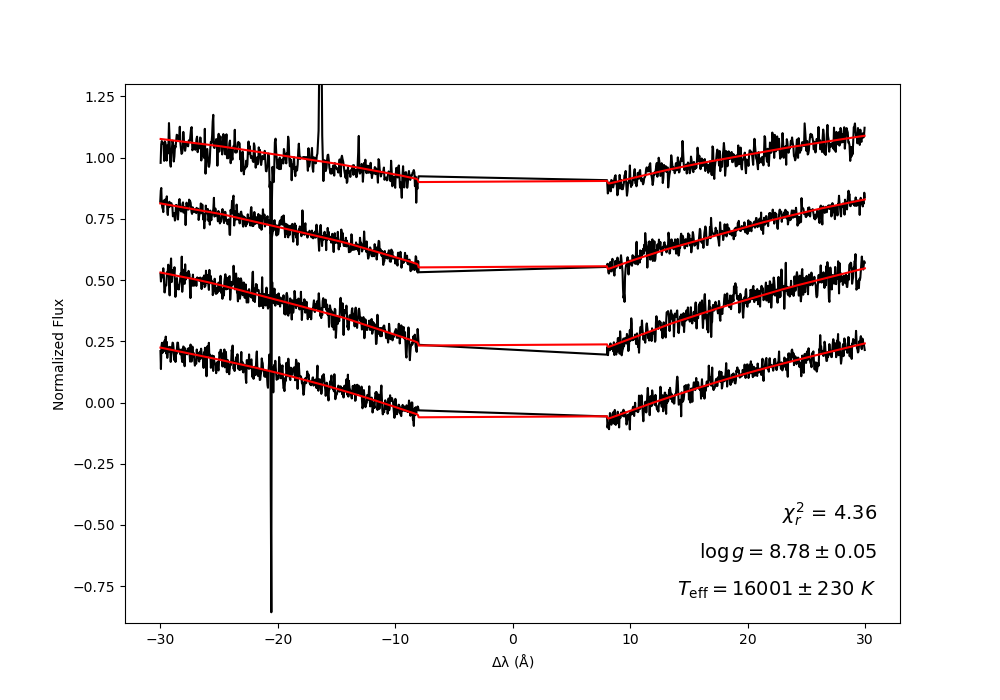 1.25
1.00
0.75
0.50
0.25
0.00
−0.25
−0.50
−0.75
Normalized Flux
χ²ᵣ = 4.36
log g = 8.78 ± 0.05
T_eff = 16001 ± 230 K
−30 −20 −10 0 10 20 30
Δλ (Å)